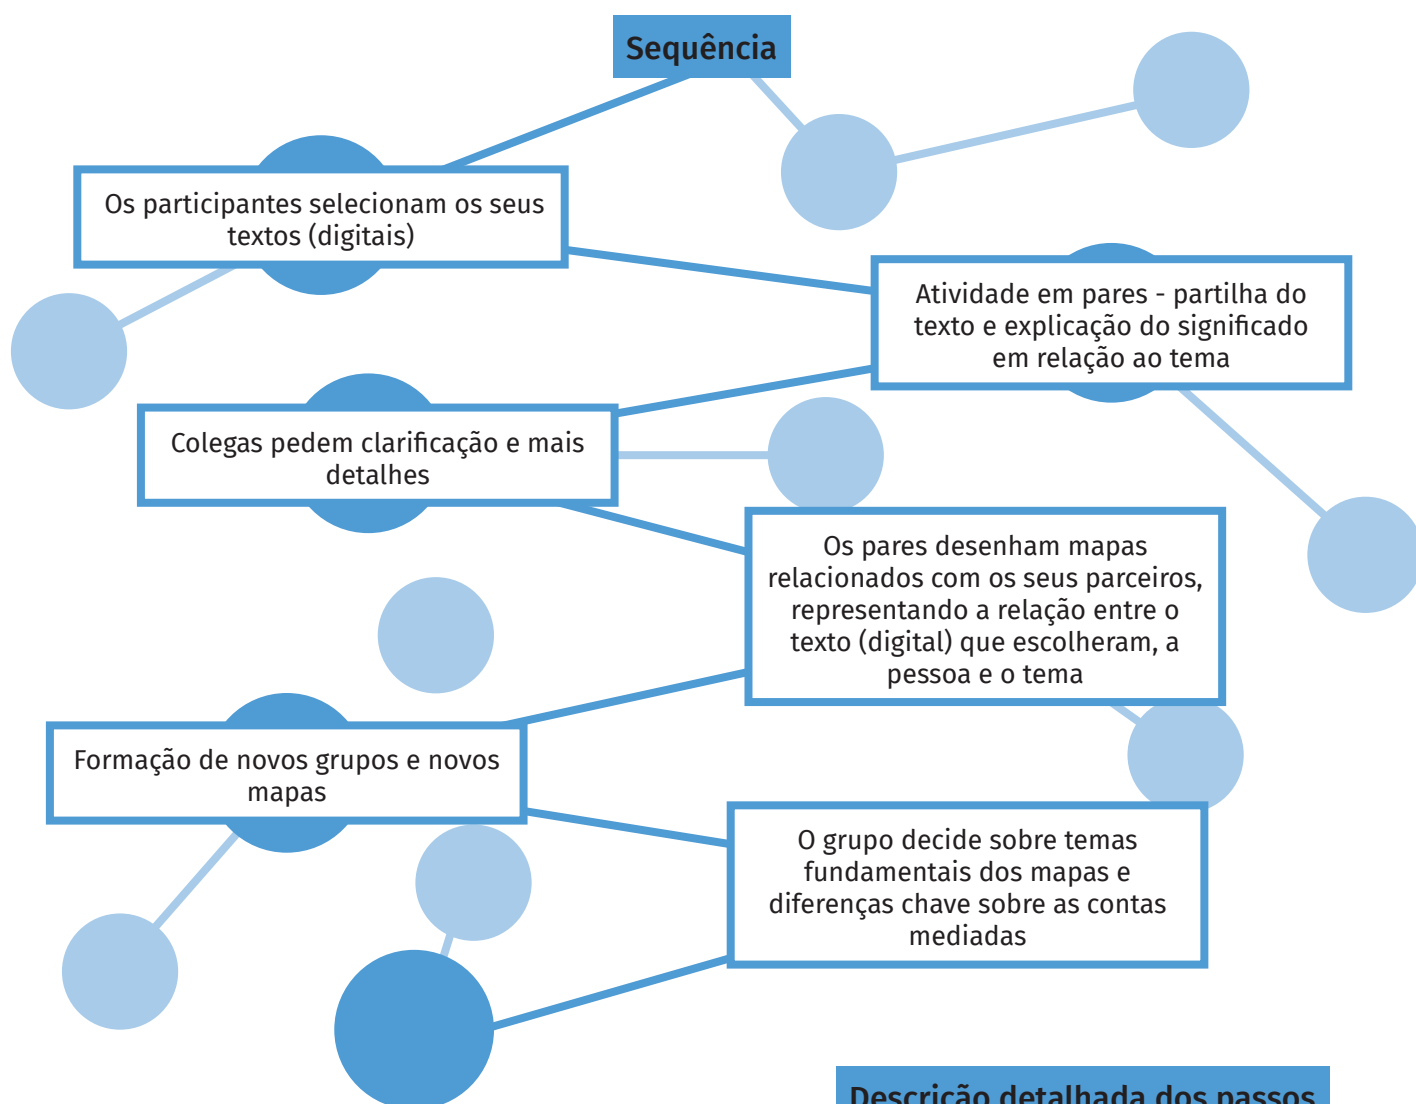 Sequência
Os participantes selecionam os seus
textos (digitais)
Atividade em pares - partilha do
texto e explicação do significado
em relação ao tema
Colegas pedem clarificação e mais
detalhes
Os pares desenham mapas
relacionados com os seus parceiros,
representando a relação entre o
texto (digital) que escolheram, a
pessoa e o tema
Formação de novos grupos e novos
mapas
O grupo decide sobre temas
fundamentais dos mapas e
diferenças chave sobre as contas
mediadas
Descrição detalhada dos passos